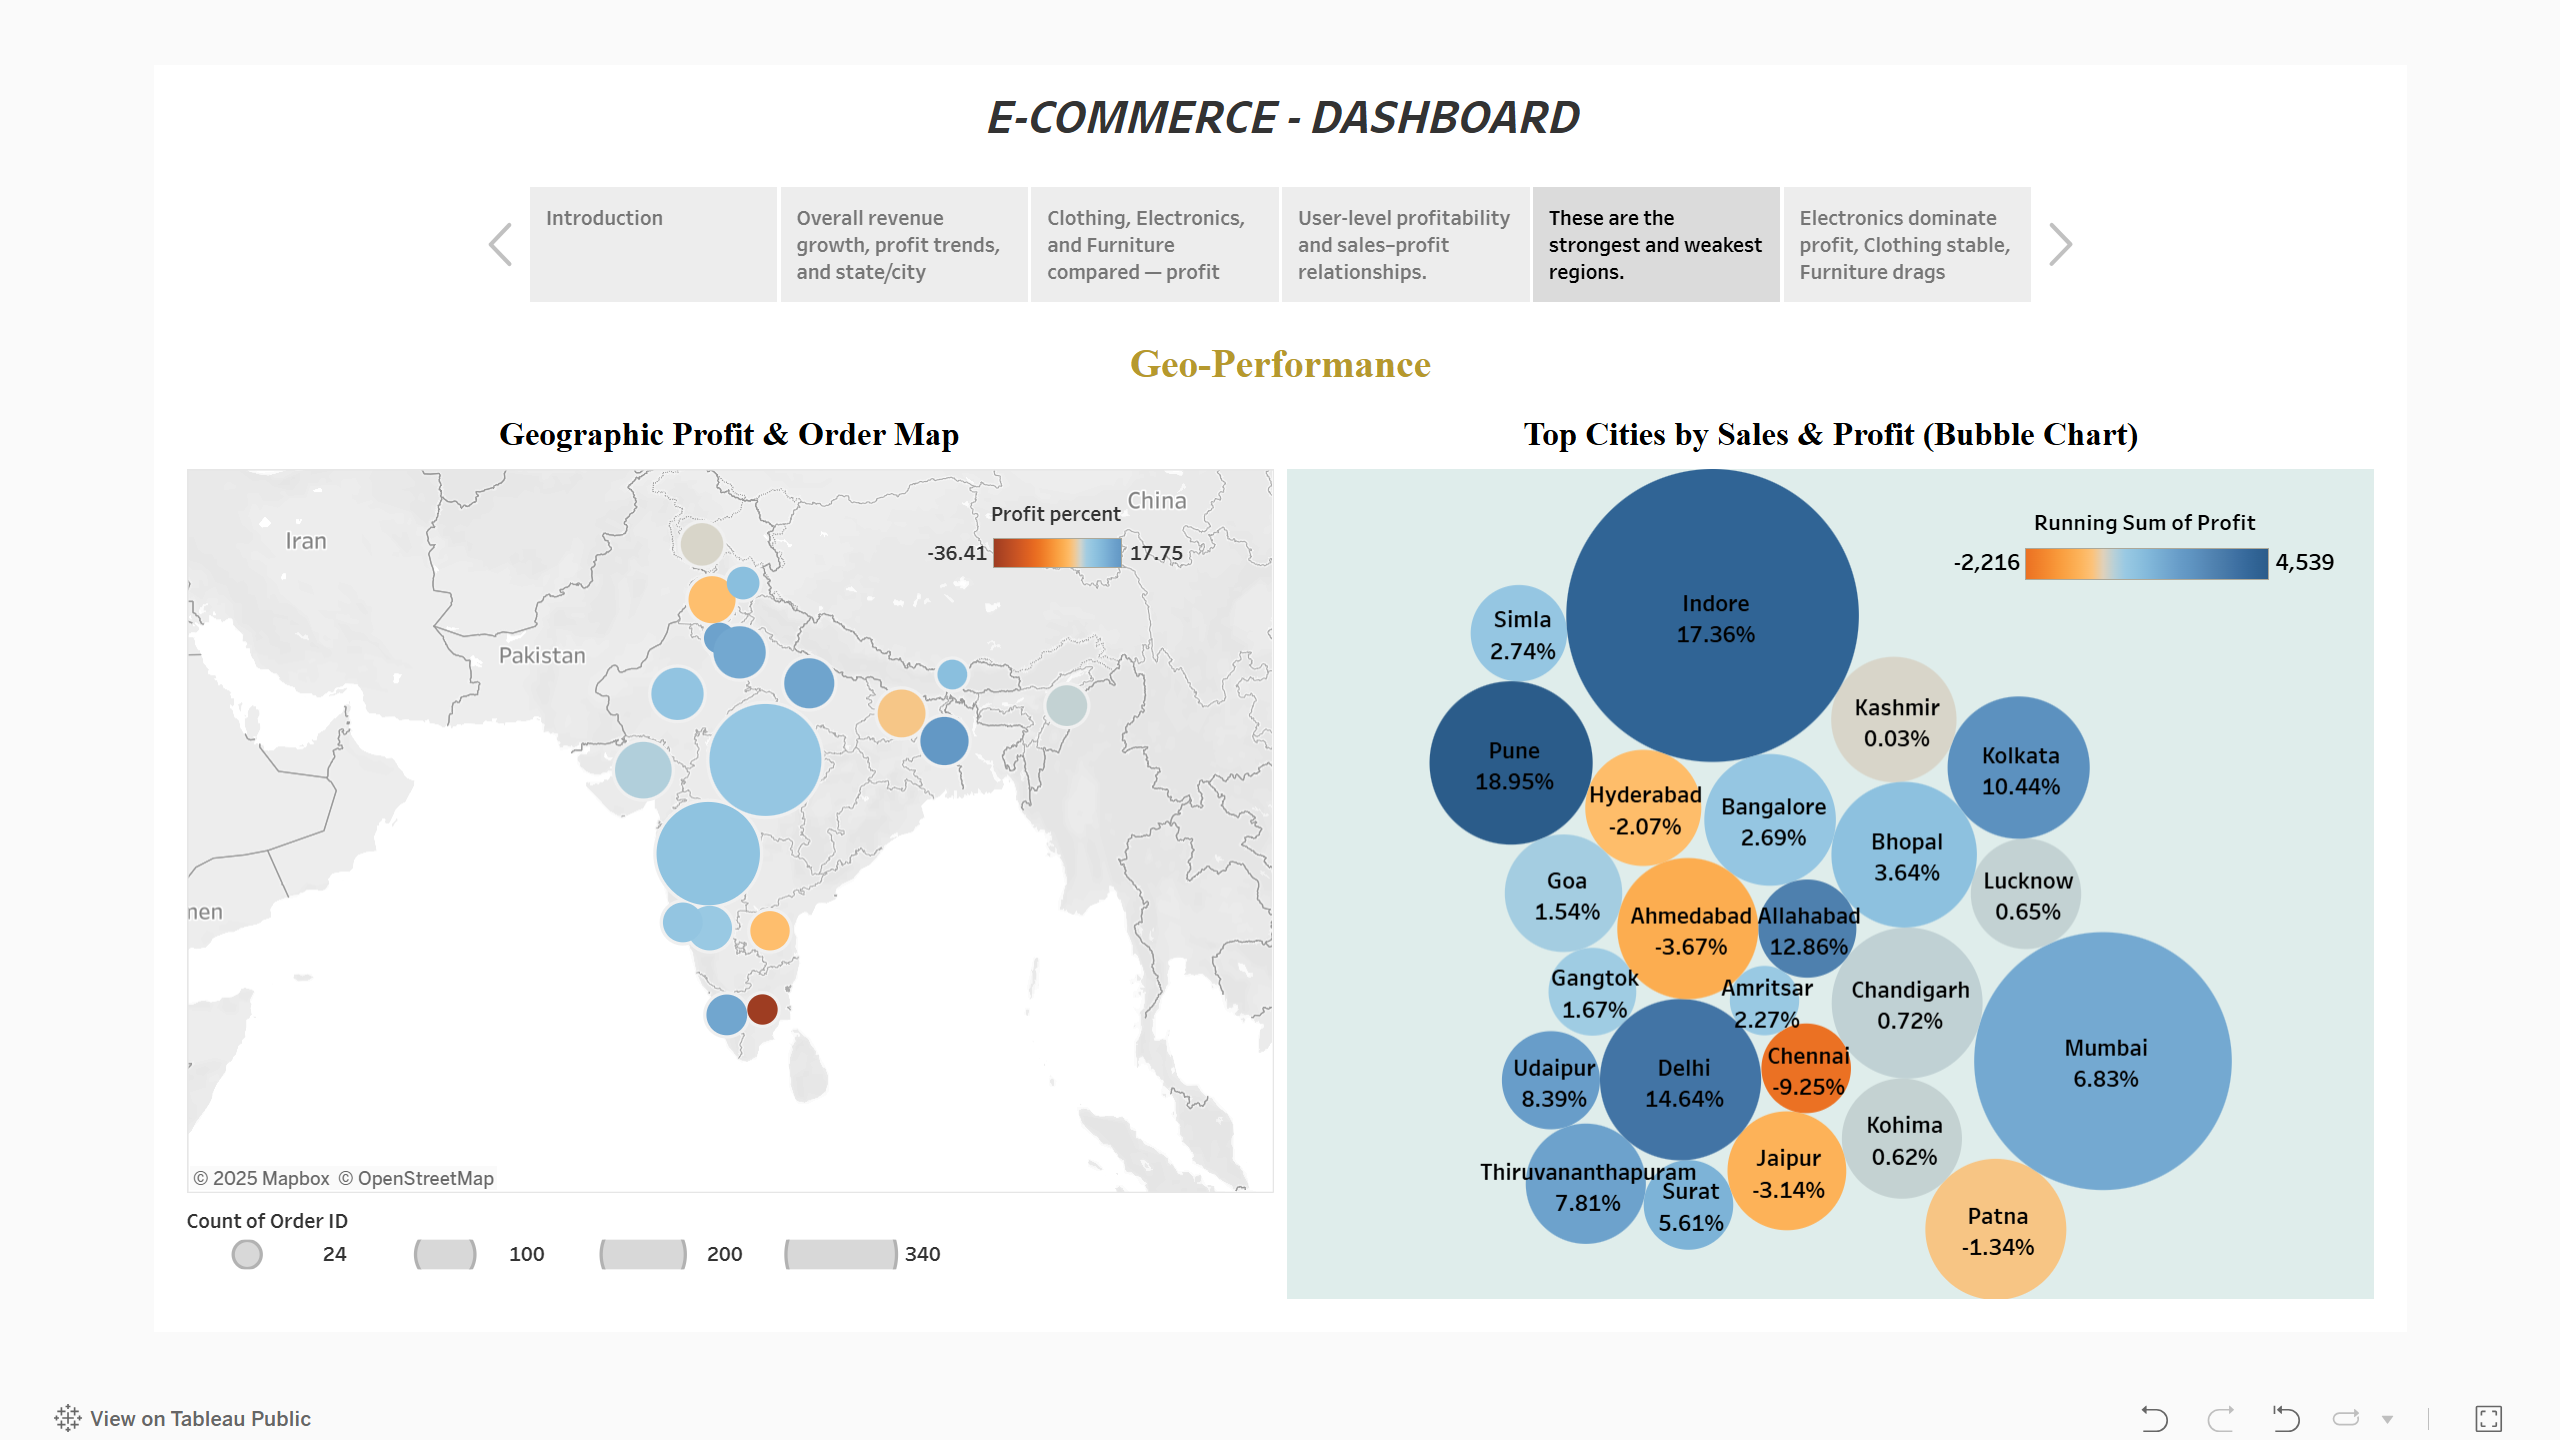 E-COMMERCE - DASHBOARD
Introduction
Overall revenue
growth, profit trends,
and state/city
Clothing, Electronics,
and Furniture
compared — profit
User-level profitability
and sales–profit
relationships.
These are the
strongest and weakest
regions.
Electronics dominate
profit, Clothing stable,
Furniture drags
Geo-Performance
Geographic Profit & Order Map
Iran
China
Pakistan
men
Profit percent
-36.41
17.75
© 2025 Mapbox © OpenStreetMap
Count of Order ID
24
100
200
340
Top Cities by Sales & Profit (Bubble Chart)
Running Sum of Profit
-2,216
4,539
Indore
17.36%
Simla
2.74%
Kashmir
0.03%
Pune
18.95%
Kolkata
10.44%
Hyderabad
-2.07%
Bangalore
2.69%
Bhopal
3.64%
Goa
1.54%
Lucknow
0.65%
Ahmedabad
-3.67%
Allahabad
12.86%
Gangtok
1.67%
Amritsar
2.27%
Chandigarh
0.72%
Mumbai
6.83%
Udaipur
8.39%
Delhi
14.64%
Chennai
-9.25%
Kohima
0.62%
Thiruvananthapuram
7.81%
Surat
5.61%
Jaipur
-3.14%
Patna
-1.34%
View on Tableau Public